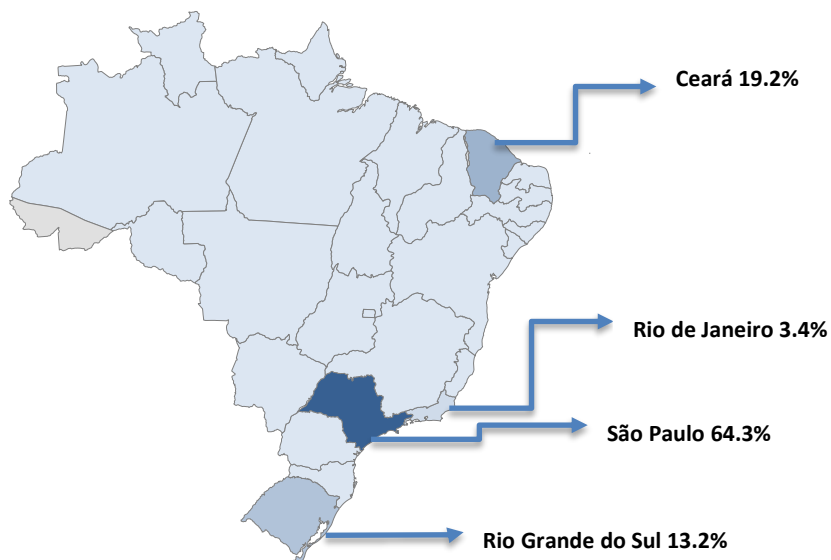 Ceará 19.2%
Rio de Janeiro 3.4%
São Paulo 64.3%
Rio Grande do Sul 13.2%